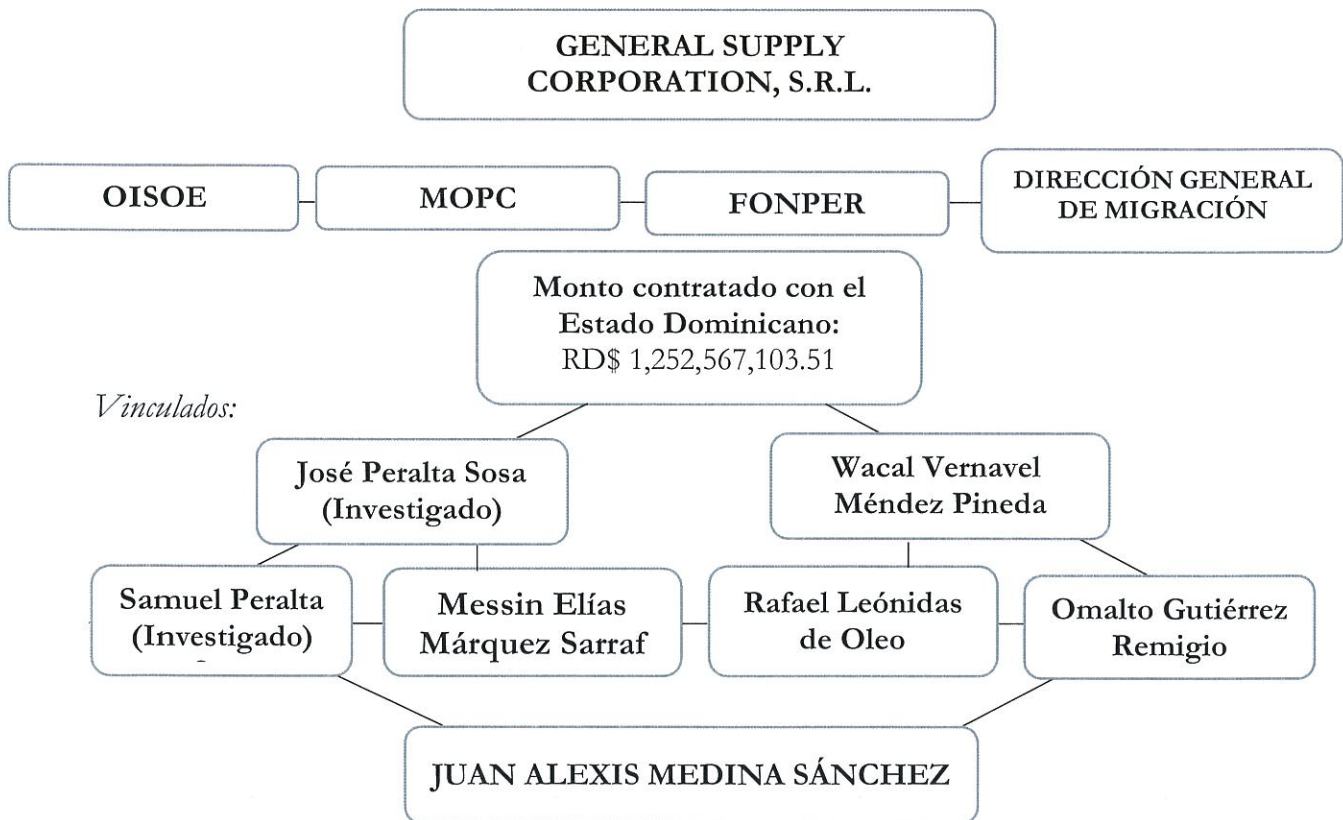 GENERAL SUPPLY
CORPORATION, S.R.L.
OISOE
MOPC
FONPER
DIRECCIÓN GENERAL
DE MIGRACIÓN
Monto contratado con el
Estado Dominicano:
RD$ 1,252,567,103.51
Vinculados:
José Peralta Sosa
(Investigado)
Wacal Vernavel
Méndez Pineda
Samuel Peralta
(Investigado)
Messin Elías
Márquez Sarraf
Rafael Leónidas
de Oleo
Omalto Gutiérrez
Remigio
JUAN ALEXIS MEDINA SÁNCHEZ